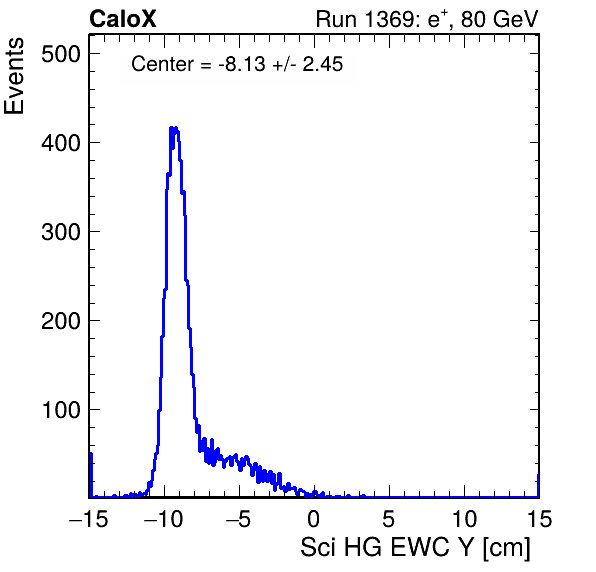 CaloX
Run 1369: e+, 80 GeV
Events
Center = -8.13 +/- 2.45
500
400
300
200
100
−15
−10
−5
0
5
10
15
Sci HG EWC Y [cm]